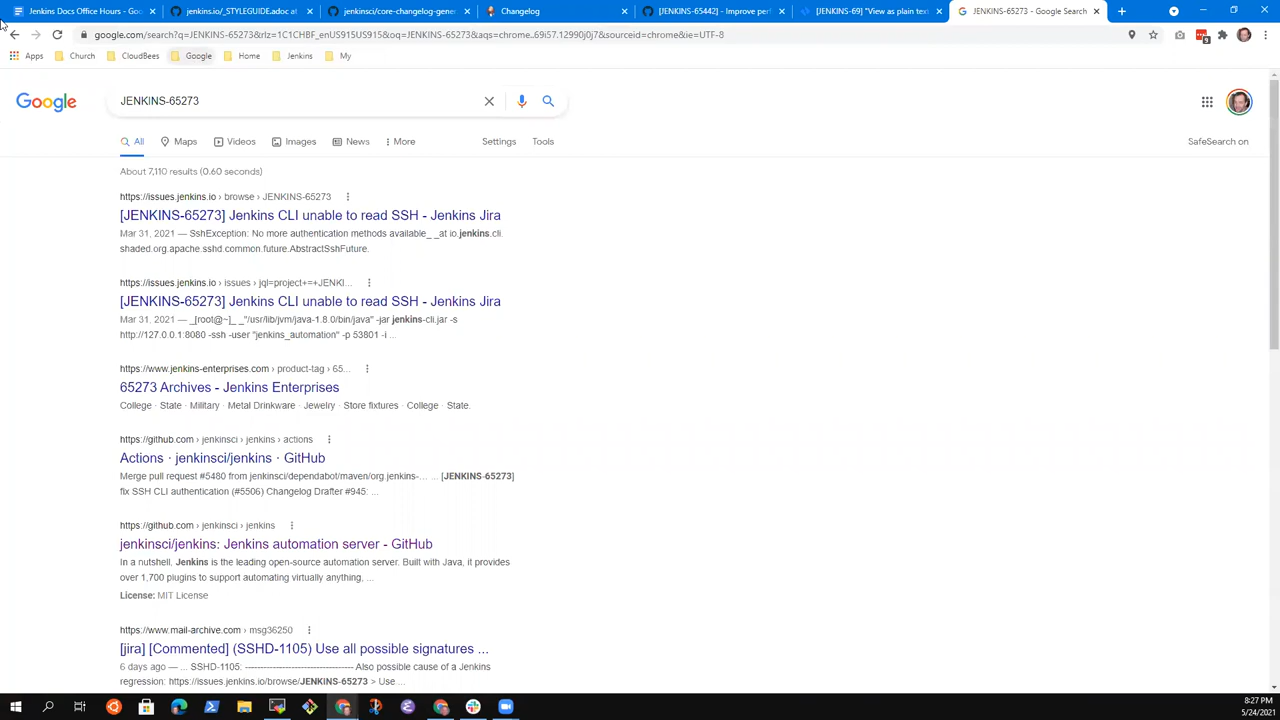 Jenkins Docs Office Hours - Goo
jenkins.io/_STYLEGUIDE.adoc at
jenkinsci/core-changelog-gener
Changelog
[JENKINS-65442] - Improve perf
[JENKINS-69] "View as plain text
JENKINS-65273 - Google Search
google.com/search?q=JENKINS-65273&rlz=1C1CHBF_enUS915US915&oq=JENKINS-65273&aqs=chrome..69i57.12990j0j7&sourceid=chrome&ie=UTF-8
Apps Church CloudBees Google Home Jenkins My
Google
JENKINS-65273
All Maps Videos Images News More Settings Tools SafeSearch on
About 7,110 results (0.60 seconds)
https://issues.jenkins.io › browse › JENKINS-65273
[JENKINS-65273] Jenkins CLI unable to read SSH - Jenkins Jira
Mar 31, 2021 — SshException: No more authentication methods available_ _at io.jenkins.cli.
shaded.org.apache.sshd.common.future.AbstractSshFuture.
https://issues.jenkins.io › issues › jql=project+=+JENKI...
[JENKINS-65273] Jenkins CLI unable to read SSH - Jenkins Jira
Mar 31, 2021 — _[root@~]_ _"/usr/lib/jvm/java-1.8.0/bin/java" -jar jenkins-cli.jar -s
http://127.0.0.1:8080 -ssh -user "jenkins_automation" -p 53801 -i ...
https://www.jenkins-enterprises.com › product-tag › 65...
65273 Archives - Jenkins Enterprises
College · State · Military · Metal Drinkware · Jewelry · Store fixtures · College · State.
https://github.com › jenkinsci › jenkins › actions
Actions · jenkinsci/jenkins · GitHub
Merge pull request #5480 from jenkinsci/dependabot/maven/org.jenkins-... ... [JENKINS-65273]
fix SSH CLI authentication (#5506) Changelog Drafter #945: ...
https://github.com › jenkinsci › jenkins
jenkinsci/jenkins: Jenkins automation server - GitHub
In a nutshell, Jenkins is the leading open-source automation server. Built with Java, it provides
over 1,700 plugins to support automating virtually anything, ...
License: MIT License
https://www.mail-archive.com › msg36250
[jira] [Commented] (SSHD-1105) Use all possible signatures ...
6 days ago — ... SSHD-1105: ---------------------------------- Also possible cause of a Jenkins
regression: https://issues.jenkins.io/browse/JENKINS-65273 > Use ...
8:27 PM
5/24/2021